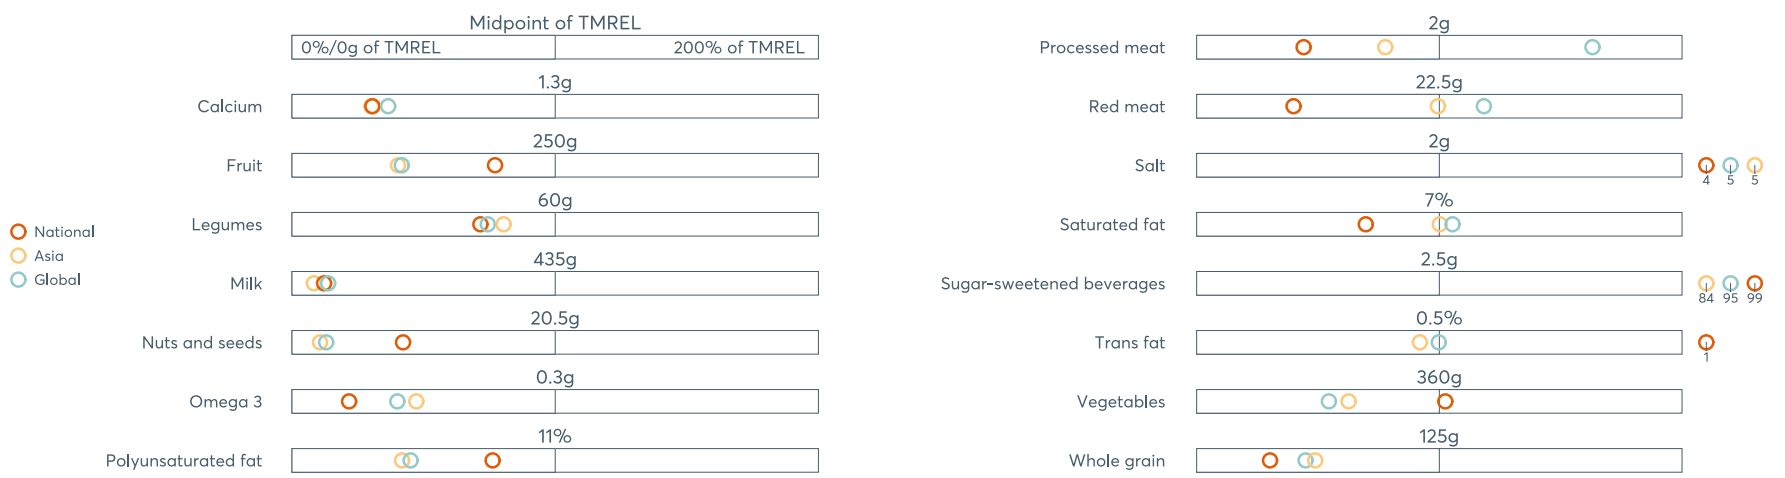 Midpoint of TMREL
0%/0g of TMREL 200% of TMREL
1.3g
Calcium
250g
Fruit
60g
Legumes
435g
Milk
20.5g
Nuts and seeds
0.3g
Omega 3
11%
Polyunsaturated fat
National
Asia
Global
2g
Processed meat
22.5g
Red meat
2g
Salt
4 5 5
7%
Saturated fat
2.5g
Sugar-sweetened beverages
84 95 99
0.5%
Trans fat
1
360g
Vegetables
125g
Whole grain